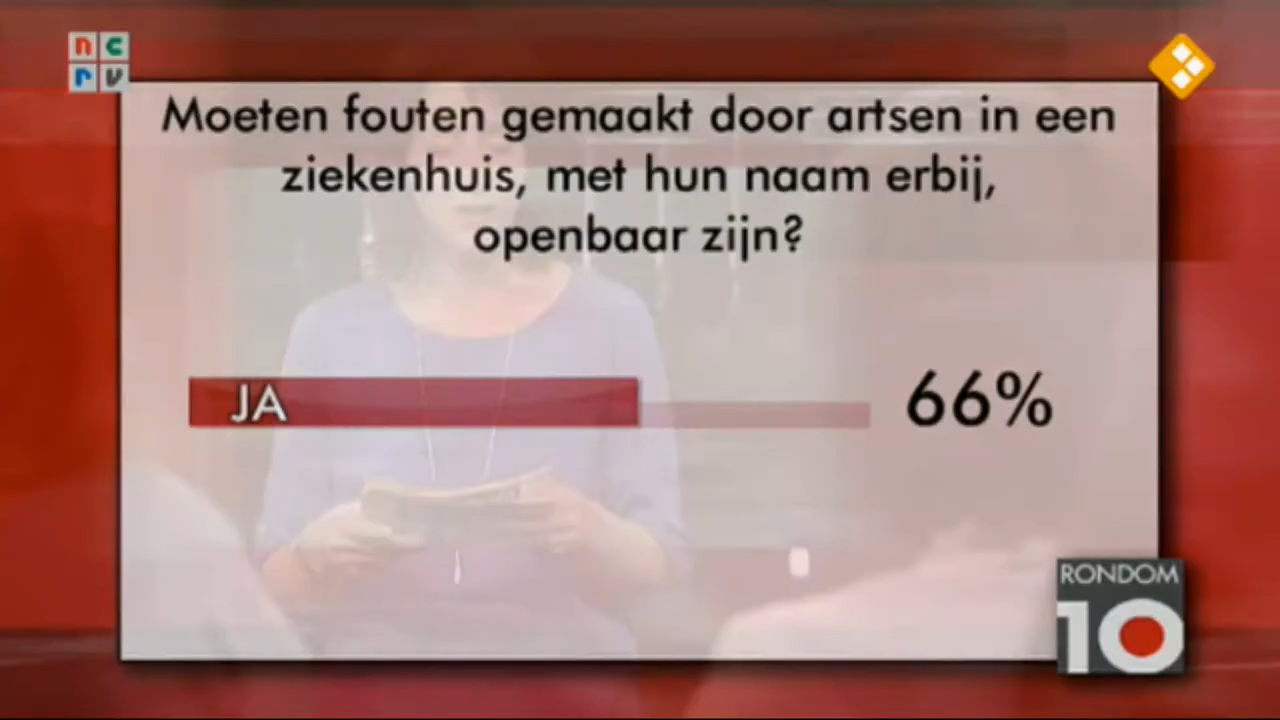 ncrv
Moeten fouten gemaakt door artsen in een
ziekenhuis, met hun naam erbij,
openbaar zijn?
JA
66%
RONDOM
10